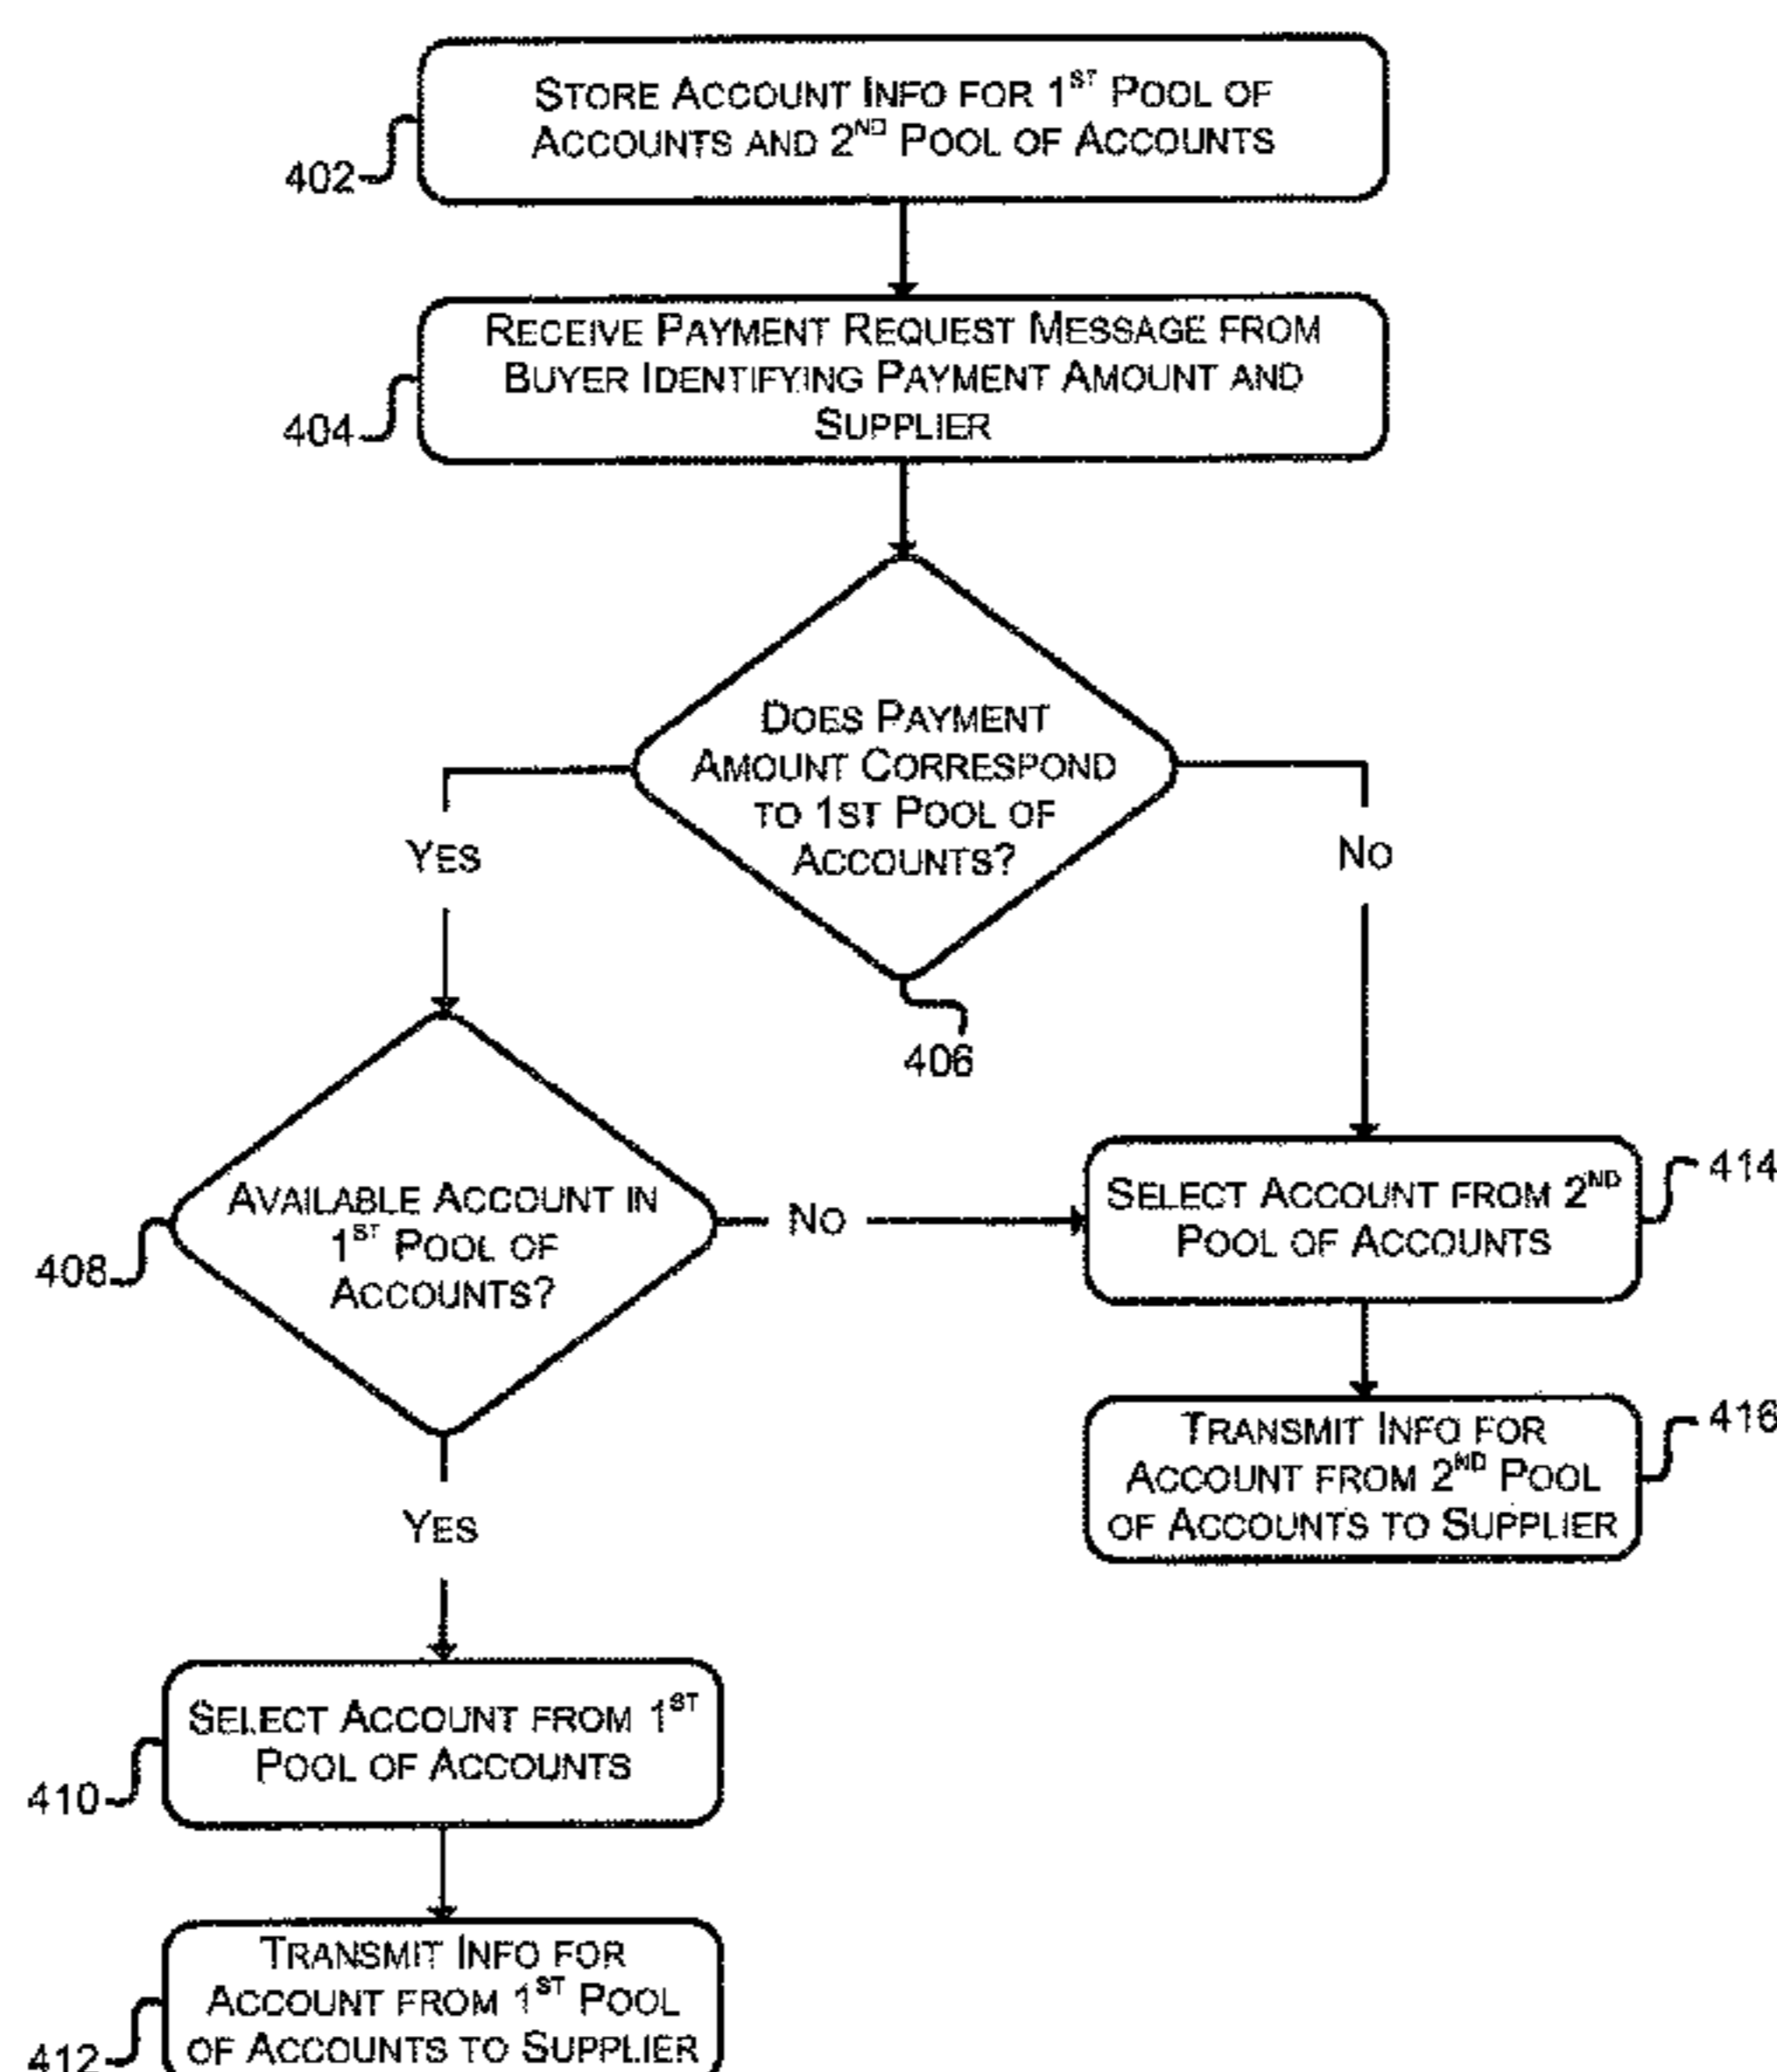 STORE ACCOUNT INFO FOR 1ST POOL OF
ACCOUNTS AND 2ND POOL OF ACCOUNTS
402
RECEIVE PAYMENT REQUEST MESSAGE FROM
BUYER IDENTIFYING PAYMENT AMOUNT AND
SUPPLIER
404
DOES PAYMENT
AMOUNT CORRESPOND
TO 1ST POOL OF
ACCOUNTS?
YES
NO
406
AVAILABLE ACCOUNT IN
1ST POOL OF
ACCOUNTS?
408
NO
SELECT ACCOUNT FROM 2ND
POOL OF ACCOUNTS
414
TRANSMIT INFO FOR
ACCOUNT FROM 2ND POOL
OF ACCOUNTS TO SUPPLIER
416
YES
SELECT ACCOUNT FROM 1ST
POOL OF ACCOUNTS
410
TRANSMIT INFO FOR
ACCOUNT FROM 1ST POOL
OF ACCOUNTS TO SUPPLIER
412